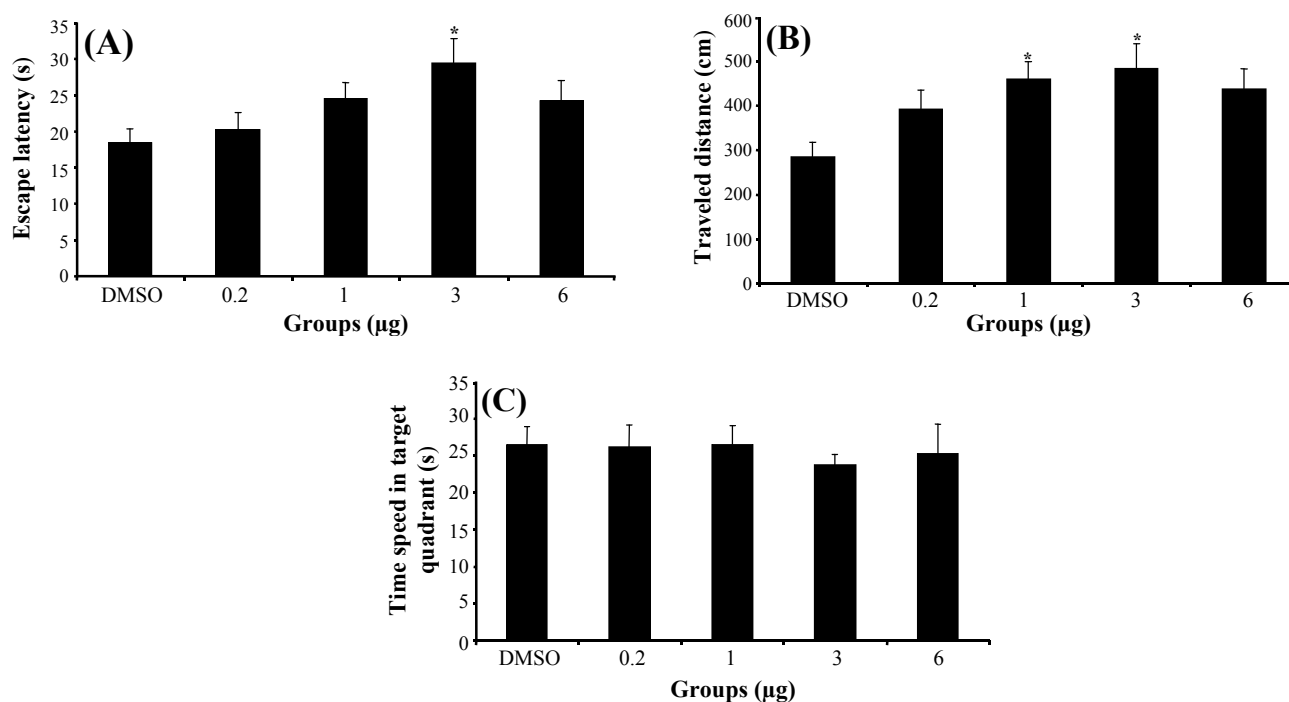 (A)
*
Escape latency (s)
35
30
25
20
15
10
5
0
DMSO 0.2 1 3 6
Groups (µg)
(B)
* *
Traveled distance (cm)
600
500
400
300
200
100
0
DMSO 0.2 1 3 6
Groups (µg)
(C)
Time speed in target
quadrant (s)
35
30
25
20
15
10
5
0
DMSO 0.2 1 3 6
Groups (µg)